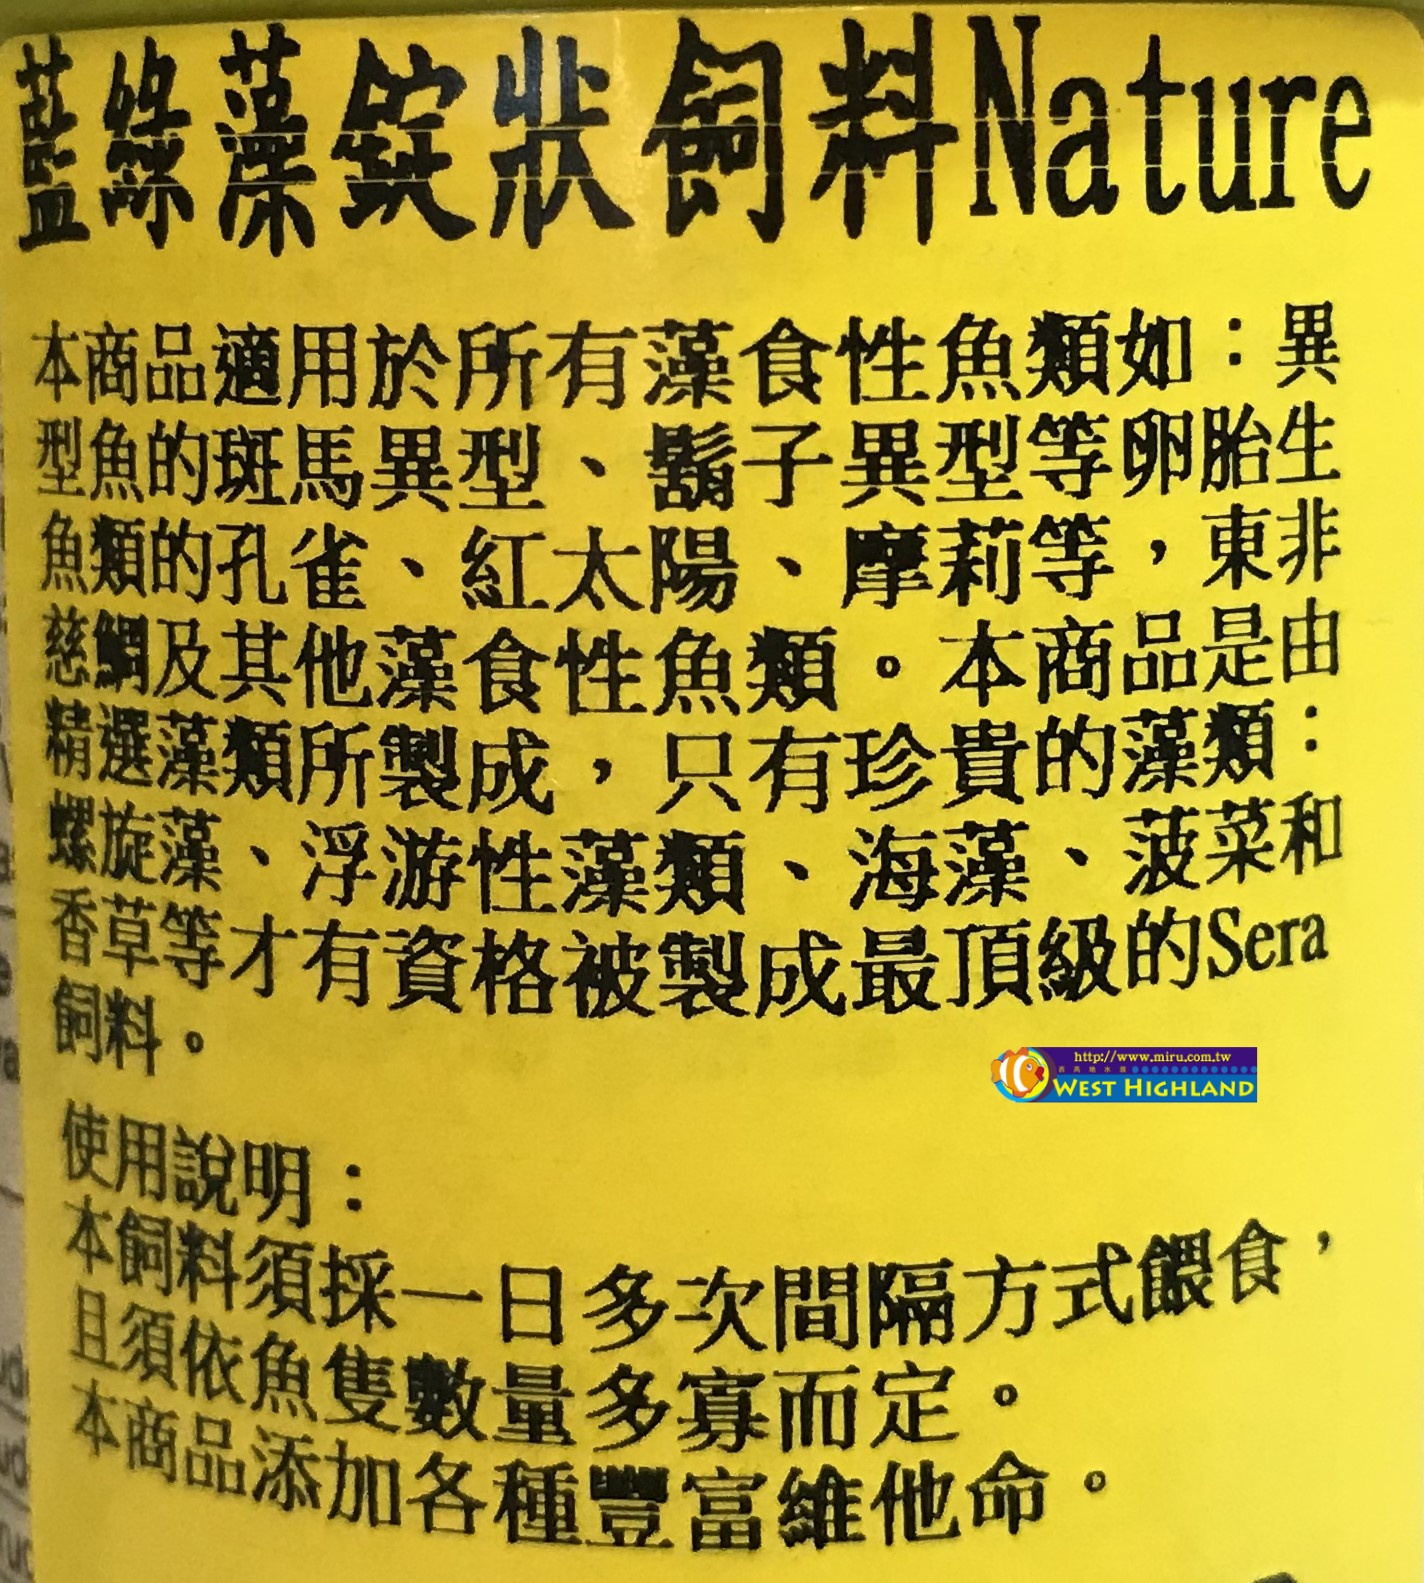 藍綠藻錠狀飼料Nature
本商品適用於所有藻食性魚類如：異
型魚的斑馬異型、鬍子異型等卵胎生
魚類的孔雀、紅太陽、摩莉等，東非
慈鯛及其他藻食性魚類。本商品是由
精選藻類所製成，只有珍貴的藻類：
螺旋藻、浮游性藻類、海藻、菠菜和
香草等才有資格被製成最頂級的Sera
飼料。
http://www.miru.com.tw
西高地水族
WEST HIGHLAND
使用說明：
本飼料須採一日多次間隔方式餵食，
且須依魚隻數量多寡而定。
本商品添加各種豐富維他命。